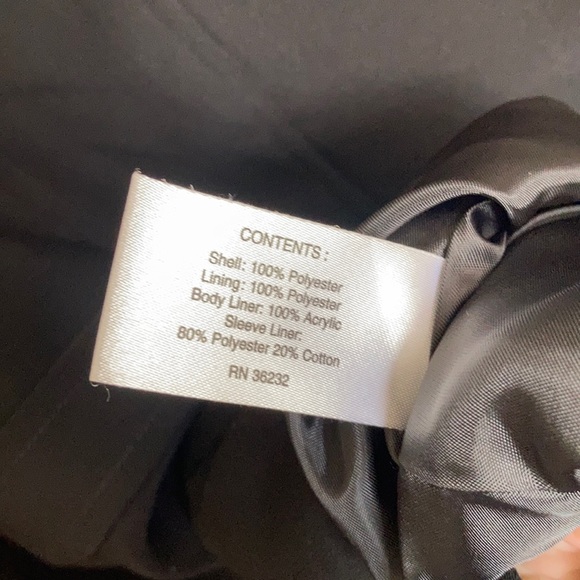 CONTENTS :
Shell: 100% Polyester
Lining: 100% Polyester
Body Liner: 100% Acrylic
Sleeve Liner:
80% Polyester 20% Cotton
RN 36232